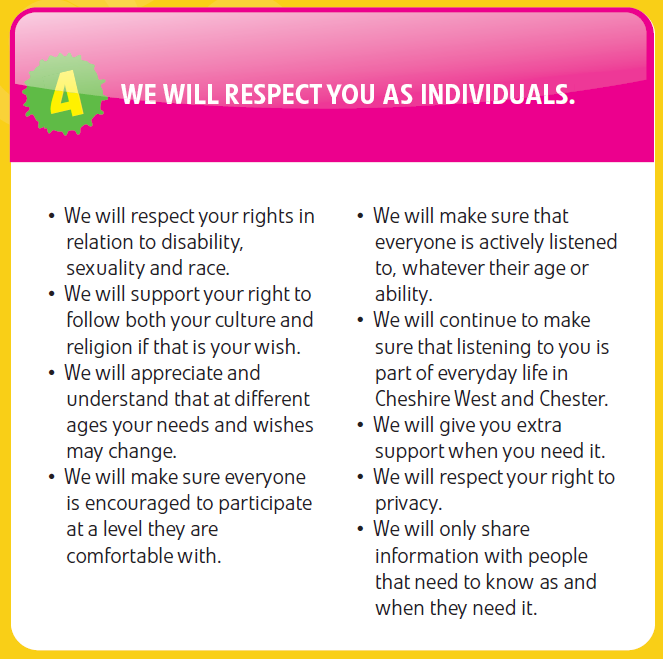 4
WE WILL RESPECT YOU AS INDIVIDUALS.
• We will respect your rights in
relation to disability,
sexuality and race.
• We will support your right to
follow both your culture and
religion if that is your wish.
• We will appreciate and
understand that at different
ages your needs and wishes
may change.
• We will make sure everyone
is encouraged to participate
at a level they are
comfortable with.
• We will make sure that
everyone is actively listened
to, whatever their age or
ability.
• We will continue to make
sure that listening to you is
part of everyday life in
Cheshire West and Chester.
• We will give you extra
support when you need it.
• We will respect your right to
privacy.
• We will only share
information with people
that need to know as and
when they need it.